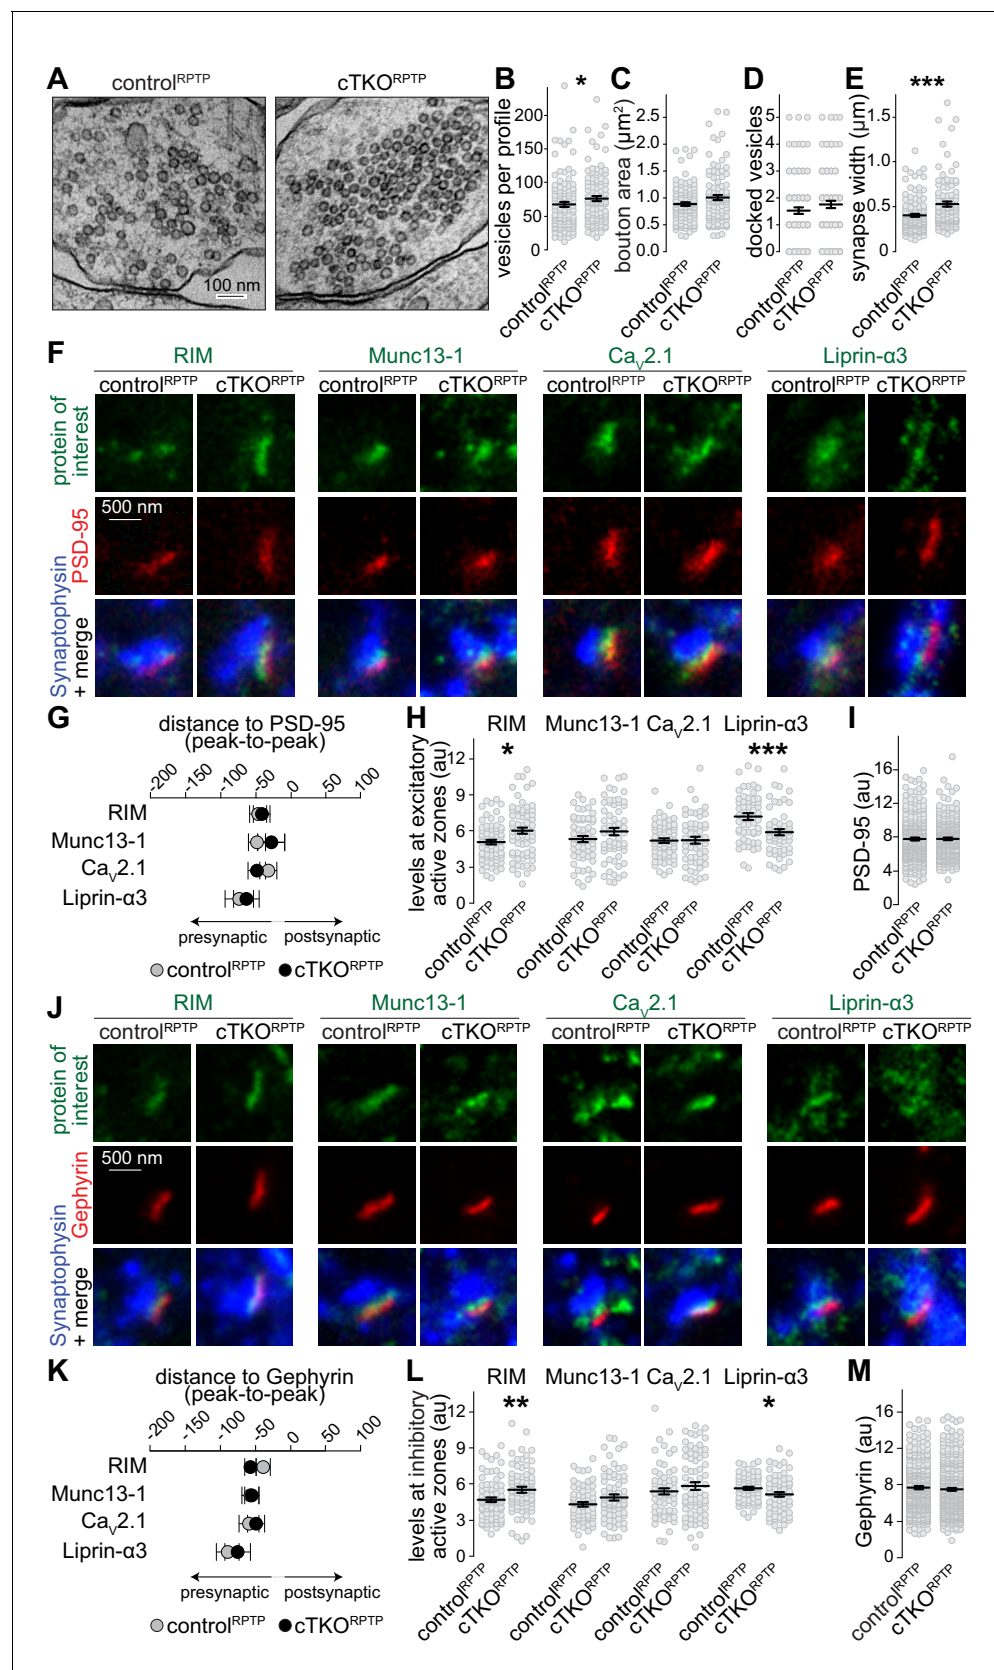 A
control^RPTP
cTKO^RPTP
100 nm
B
*
vesicles per profile
200
150
100
50
0
control^RPTP
cTKO^RPTP
C
bouton area (µm²)
2.5
2.0
1.5
1.0
0.5
0.0
control^RPTP
cTKO^RPTP
D
docked vesicles
5
4
3
2
1
0
control^RPTP
cTKO^RPTP
E
***
synapse width (µm)
1.5
1.0
0.5
0
control^RPTP
cTKO^RPTP
F
RIM
Munc13-1
Ca_V2.1
Liprin-α3
control^RPTP cTKO^RPTP
control^RPTP cTKO^RPTP
control^RPTP cTKO^RPTP
control^RPTP cTKO^RPTP
protein of
interest
500 nm
PSD-95
Synaptophysin
+ merge
G
distance to PSD-95
(peak-to-peak)
-200 -150 -100 -50 0 50 100
RIM
Munc13-1
Ca_V2.1
Liprin-α3
presynaptic postsynaptic
control^RPTP cTKO^RPTP
H
RIM
Munc13-1 Ca_V2.1 Liprin-α3
* ***
levels at excitatory
active zones (au)
12
9
6
3
0
control^RPTP
cTKO^RPTP
control^RPTP
cTKO^RPTP
control^RPTP
cTKO^RPTP
control^RPTP
cTKO^RPTP
I
PSD-95 (au)
16
12
8
4
0
control^RPTP
cTKO^RPTP
J
RIM
Munc13-1
Ca_V2.1
Liprin-α3
control^RPTP cTKO^RPTP
control^RPTP cTKO^RPTP
control^RPTP cTKO^RPTP
control^RPTP cTKO^RPTP
protein of
interest
500 nm
Gephyrin
Synaptophysin
+ merge
K
distance to Gephyrin
(peak-to-peak)
-200 -150 -100 -50 0 50 100
RIM
Munc13-1
Ca_V2.1
Liprin-α3
presynaptic postsynaptic
control^RPTP cTKO^RPTP
L
RIM
Munc13-1 Ca_V2.1 Liprin-α3
** *
levels at inhibitory
active zones (au)
12
9
6
3
0
control^RPTP
cTKO^RPTP
control^RPTP
cTKO^RPTP
control^RPTP
cTKO^RPTP
control^RPTP
cTKO^RPTP
M
Gephyrin (au)
16
12
8
4
0
control^RPTP
cTKO^RPTP